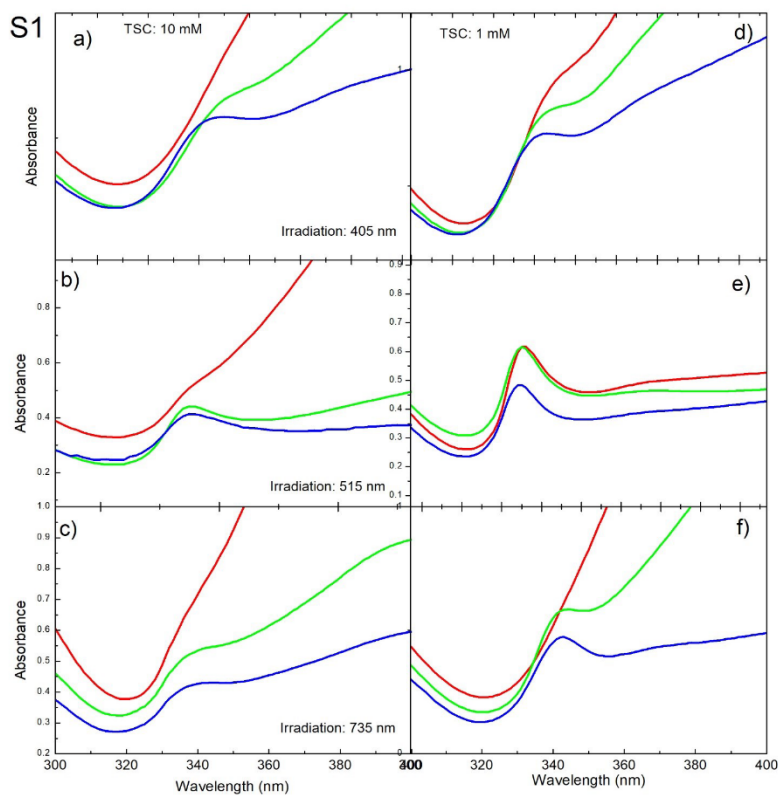 S1
a)
TSC: 10 mM
Absorbance
Irradiation: 405 nm
1
TSC: 1 mM
d)
b)
Absorbance
0.8
0.6
0.4
0.2
1.0
Irradiation: 515 nm
e)
0.9
0.8
0.7
0.6
0.5
0.4
0.3
0.2
0.1
c)
Absorbance
0.9
0.8
0.7
0.6
0.5
0.4
0.3
0.2
Irradiation: 735 nm
0
f)
300 320 340 360 380
320 340 360 380 400
Wavelength (nm)
Wavelength (nm)